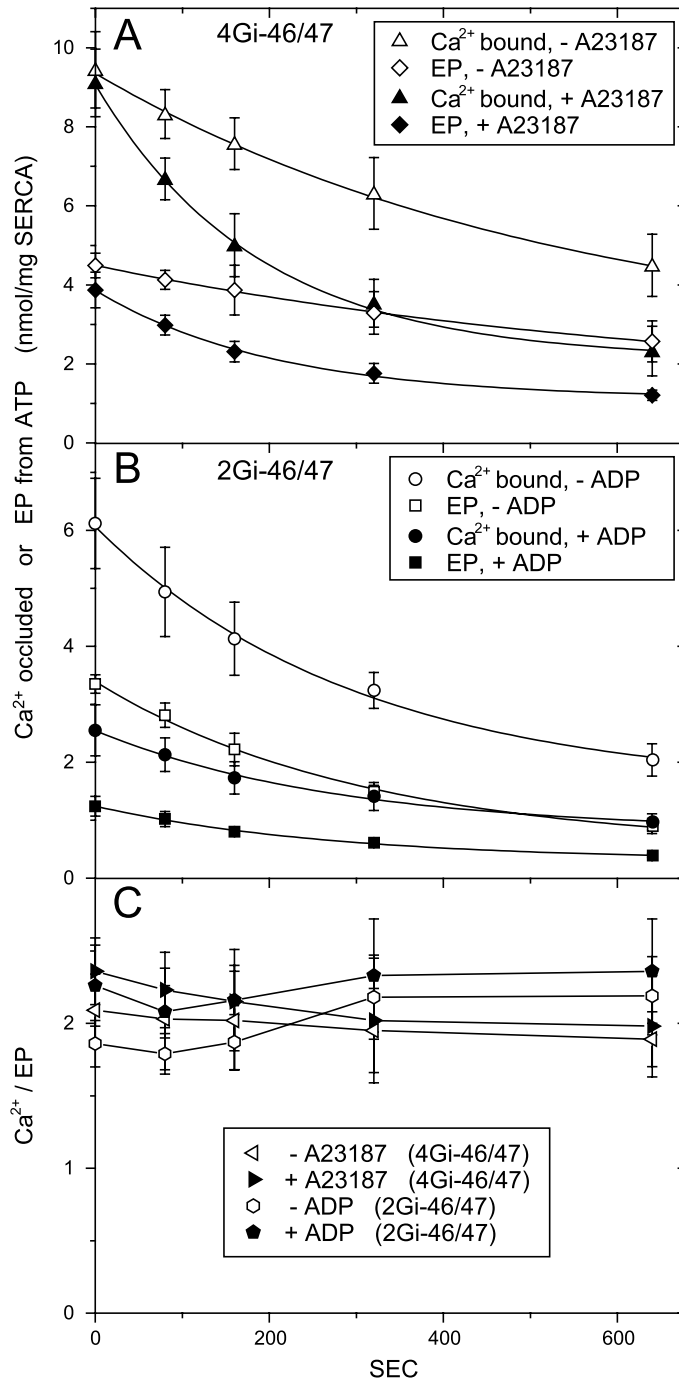 A
4Gi-46/47
Ca²⁺ bound, - A23187
EP, - A23187
Ca²⁺ bound, + A23187
EP, + A23187
10
8
6
4
2
0
Ca²⁺ occluded or EP from ATP (nmol/mg SERCA)
B
2Gi-46/47
Ca²⁺ bound, - ADP
EP, - ADP
Ca²⁺ bound, + ADP
EP, + ADP
6
4
2
0
C
2
1
0
Ca²⁺ / EP
- A23187 (4Gi-46/47)
+ A23187 (4Gi-46/47)
- ADP (2Gi-46/47)
+ ADP (2Gi-46/47)
0 200 400 600
SEC